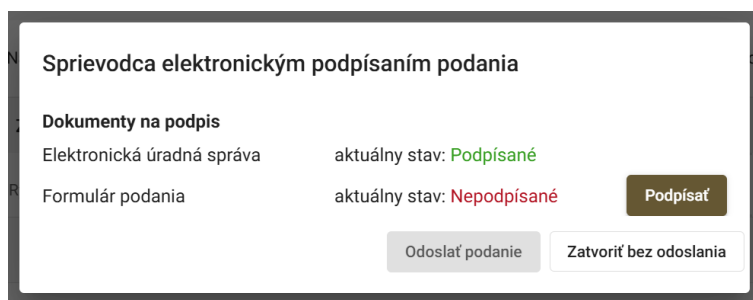 Sprievodca elektronickým podpísaním podania
Dokumenty na podpis
Elektronická úradná správa aktuálny stav: Podpísané
Formulár podania aktuálny stav: Nepodpísané Podpísať
Odoslať podanie Zatvoriť bez odoslania